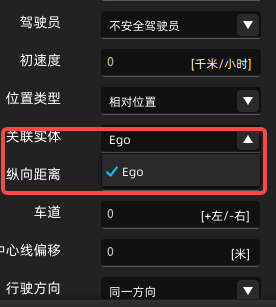 驾驶员 不安全驾驶员
初速度 0 [千米/小时]
位置类型 相对位置
关联实体 Ego
纵向距离 Ego
车道 0 [+左/-右]
中心线偏移 0 [米]
行驶方向 同一方向